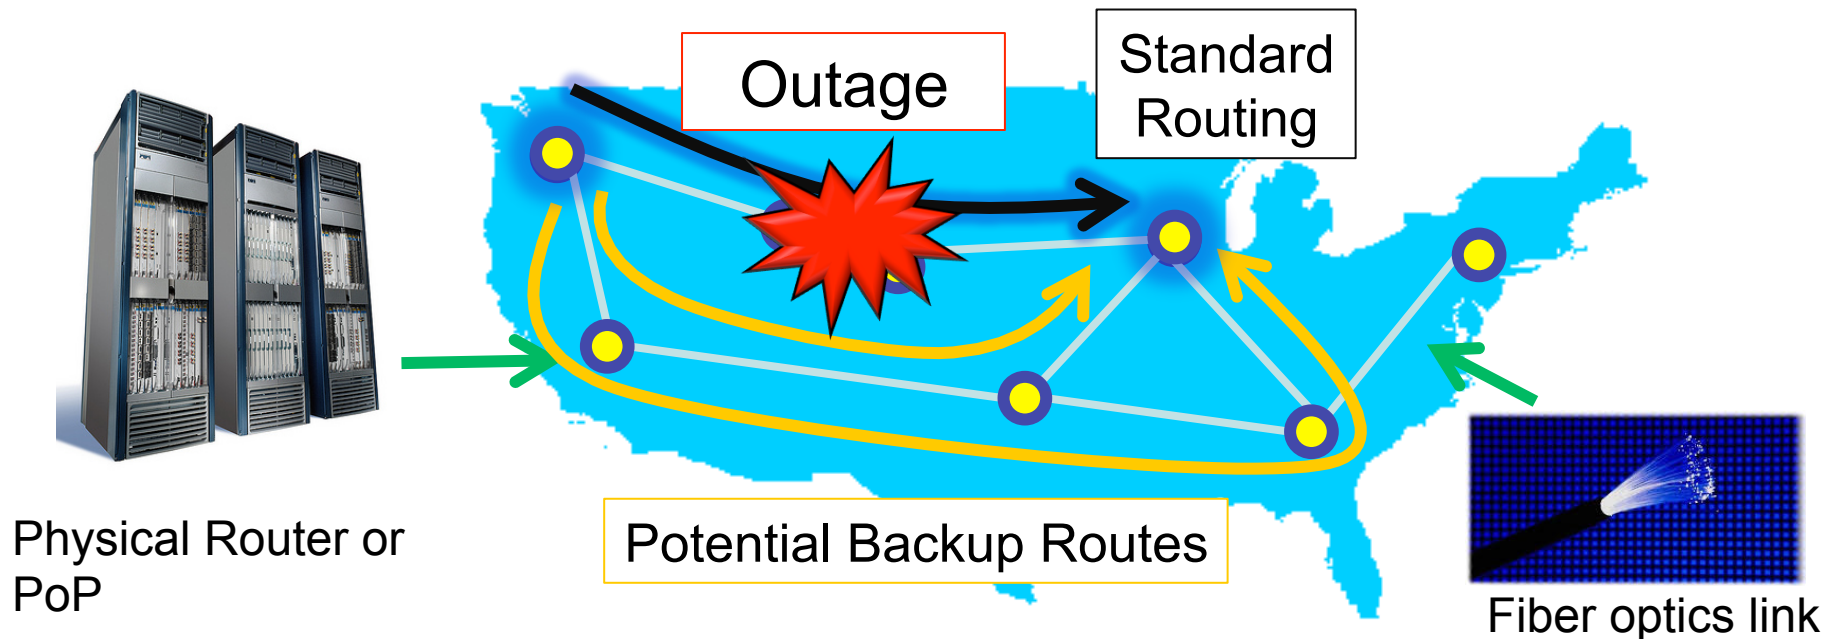 Outage
Standard
Routing
Physical Router or
PoP
Potential Backup Routes
Fiber optics link